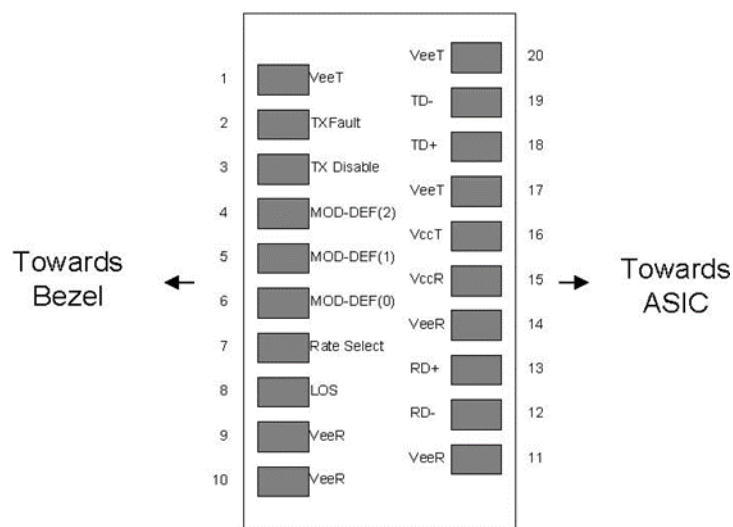 VeeT 20
1 VeeT
TD- 19
2 TXFault
TD+ 18
3 TX Disable
VeeT 17
4 MOD-DEF(2)
VccT 16
5 MOD-DEF(1)
Towards
Bezel
VccR 15
Towards
ASIC
6 MOD-DEF(0)
VeeR 14
7 Rate Select
RD+ 13
8 LOS
RD- 12
9 VeeR
VeeR 11
10 VeeR